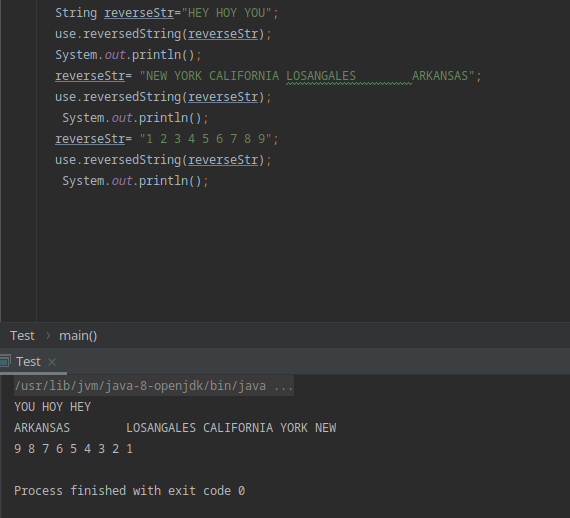 String reverseStr="HEY HOY YOU";
use.reversedString(reverseStr);
System.out.println();
reverseStr= "NEW YORK CALIFORNIA LOSANGALES        ARKANSAS";
use.reversedString(reverseStr);
 System.out.println();
reverseStr= "1 2 3 4 5 6 7 8 9";
use.reversedString(reverseStr);
 System.out.println();
Test › main()
Test ×
/usr/lib/jvm/java-8-openjdk/bin/java ...
YOU HOY HEY
ARKANSAS        LOSANGALES CALIFORNIA YORK NEW
9 8 7 6 5 4 3 2 1
Process finished with exit code 0